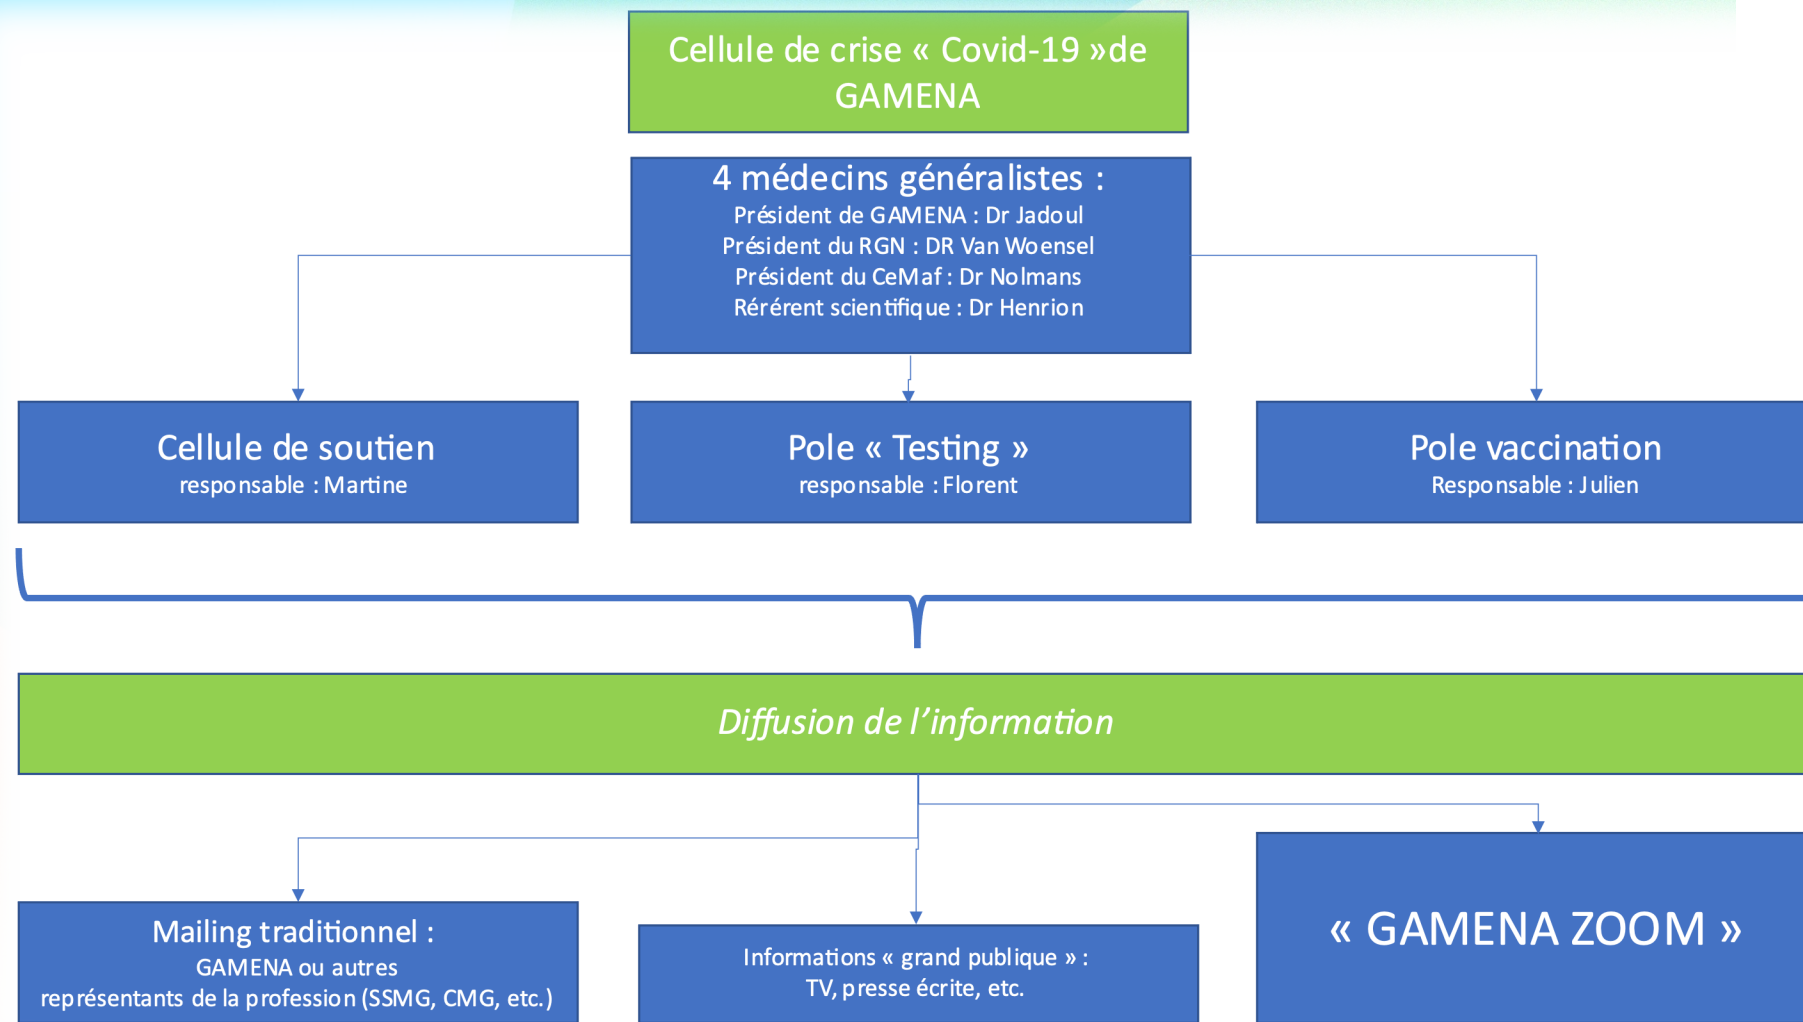 Cellule de crise « Covid-19 »de
GAMENA
4 médecins généralistes :
Président de GAMENA : Dr Jadoul
Président du RGN : DR Van Woensel
Président du CeMaf : Dr Nolmans
Rérérent scientifique : Dr Henrion
Cellule de soutien
responsable : Martine
Pole « Testing »
responsable : Florent
Pole vaccination
Responsable : Julien
Diffusion de l’information
Mailing traditionnel :
GAMENA ou autres
représentants de la profession (SSMG, CMG, etc.)
Informations « grand publique » :
TV, presse écrite, etc.
« GAMENA ZOOM »